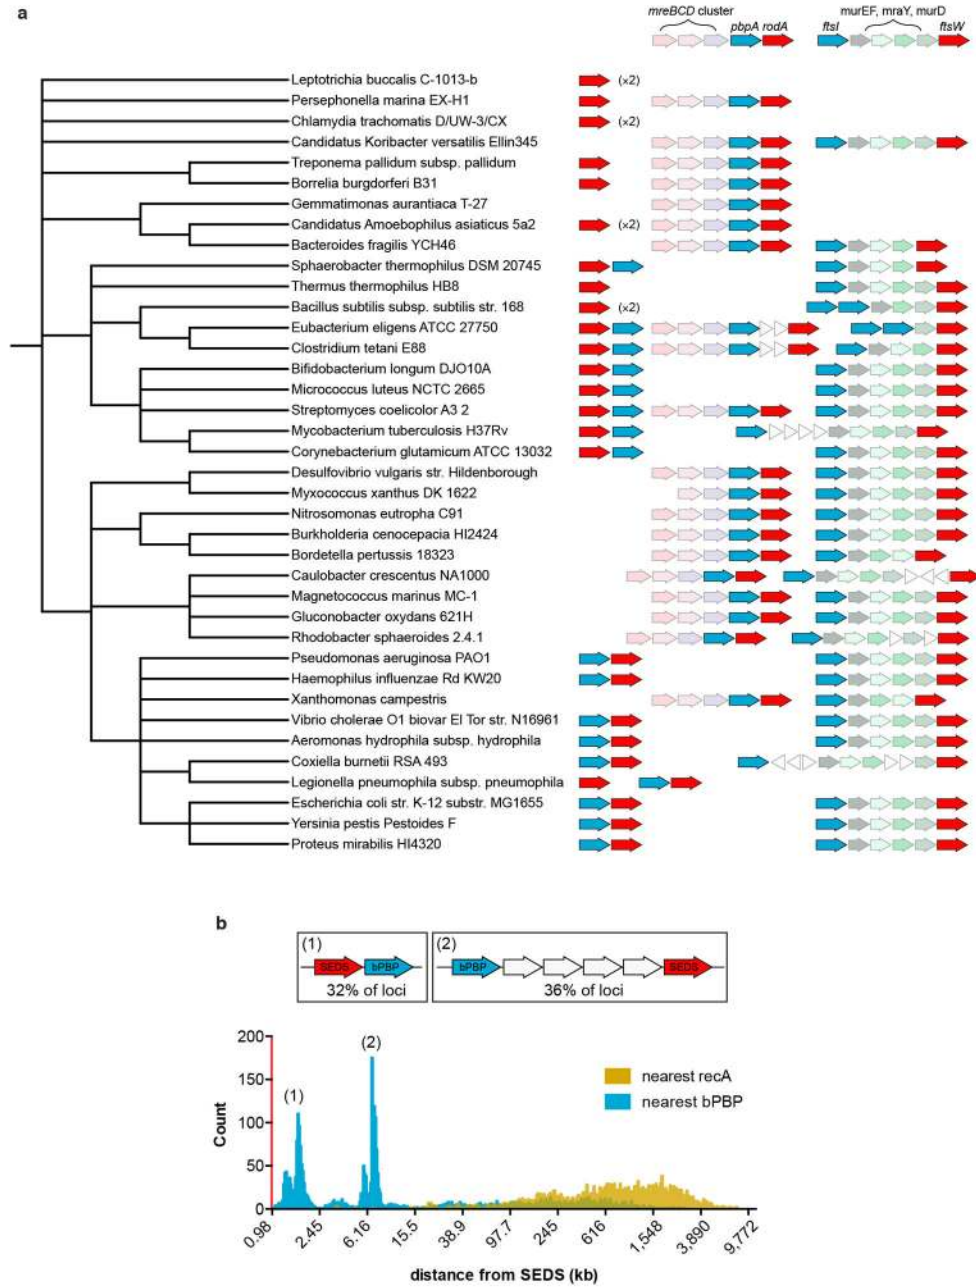 a
mreBCD cluster
murEF, mraY, murD
pbpA rodA
ftsI
ftsW
Leptotrichia buccalis C-1013-b
(×2)
Persephonella marina EX-H1
Chlamydia trachomatis D/UW-3/CX
(×2)
Candidatus Koribacter versatilis Ellin345
Treponema pallidum subsp. pallidum
Borrelia burgdorferi B31
Gemmatimonas aurantiaca T-27
Candidatus Amoebophilus asiaticus 5a2
(×2)
Bacteroides fragilis YCH46
Sphaerobacter thermophilus DSM 20745
Thermus thermophilus HB8
Bacillus subtilis subsp. subtilis str. 168
(×2)
Eubacterium eligens ATCC 27750
Clostridium tetani E88
Bifidobacterium longum DJO10A
Micrococcus luteus NCTC 2665
Streptomyces coelicolor A3 2
Mycobacterium tuberculosis H37Rv
Corynebacterium glutamicum ATCC 13032
Desulfovibrio vulgaris str. Hildenborough
Myxococcus xanthus DK 1622
Nitrosomonas eutropha C91
Burkholderia cenocepacia HI2424
Bordetella pertussis 18323
Caulobacter crescentus NA1000
Magnetococcus marinus MC-1
Gluconobacter oxydans 621H
Rhodobacter sphaeroides 2.4.1
Pseudomonas aeruginosa PAO1
Haemophilus influenzae Rd KW20
Xanthomonas campestris
Vibrio cholerae O1 biovar El Tor str. N16961
Aeromonas hydrophila subsp. hydrophila
Coxiella burnetii RSA 493
Legionella pneumophila subsp. pneumophila
Escherichia coli str. K-12 substr. MG1655
Yersinia pestis Pestoides F
Proteus mirabilis HI4320
b
(1)
SEDS
bPBP
32% of loci
(2)
bPBP
SEDS
36% of loci
200
150
100
50
0
Count
(1)
(2)
nearest recA
nearest bPBP
0.98
2.45
6.16
15.5
38.9
97.7
245
616
1,548
3,890
9,772
distance from SEDS (kb)